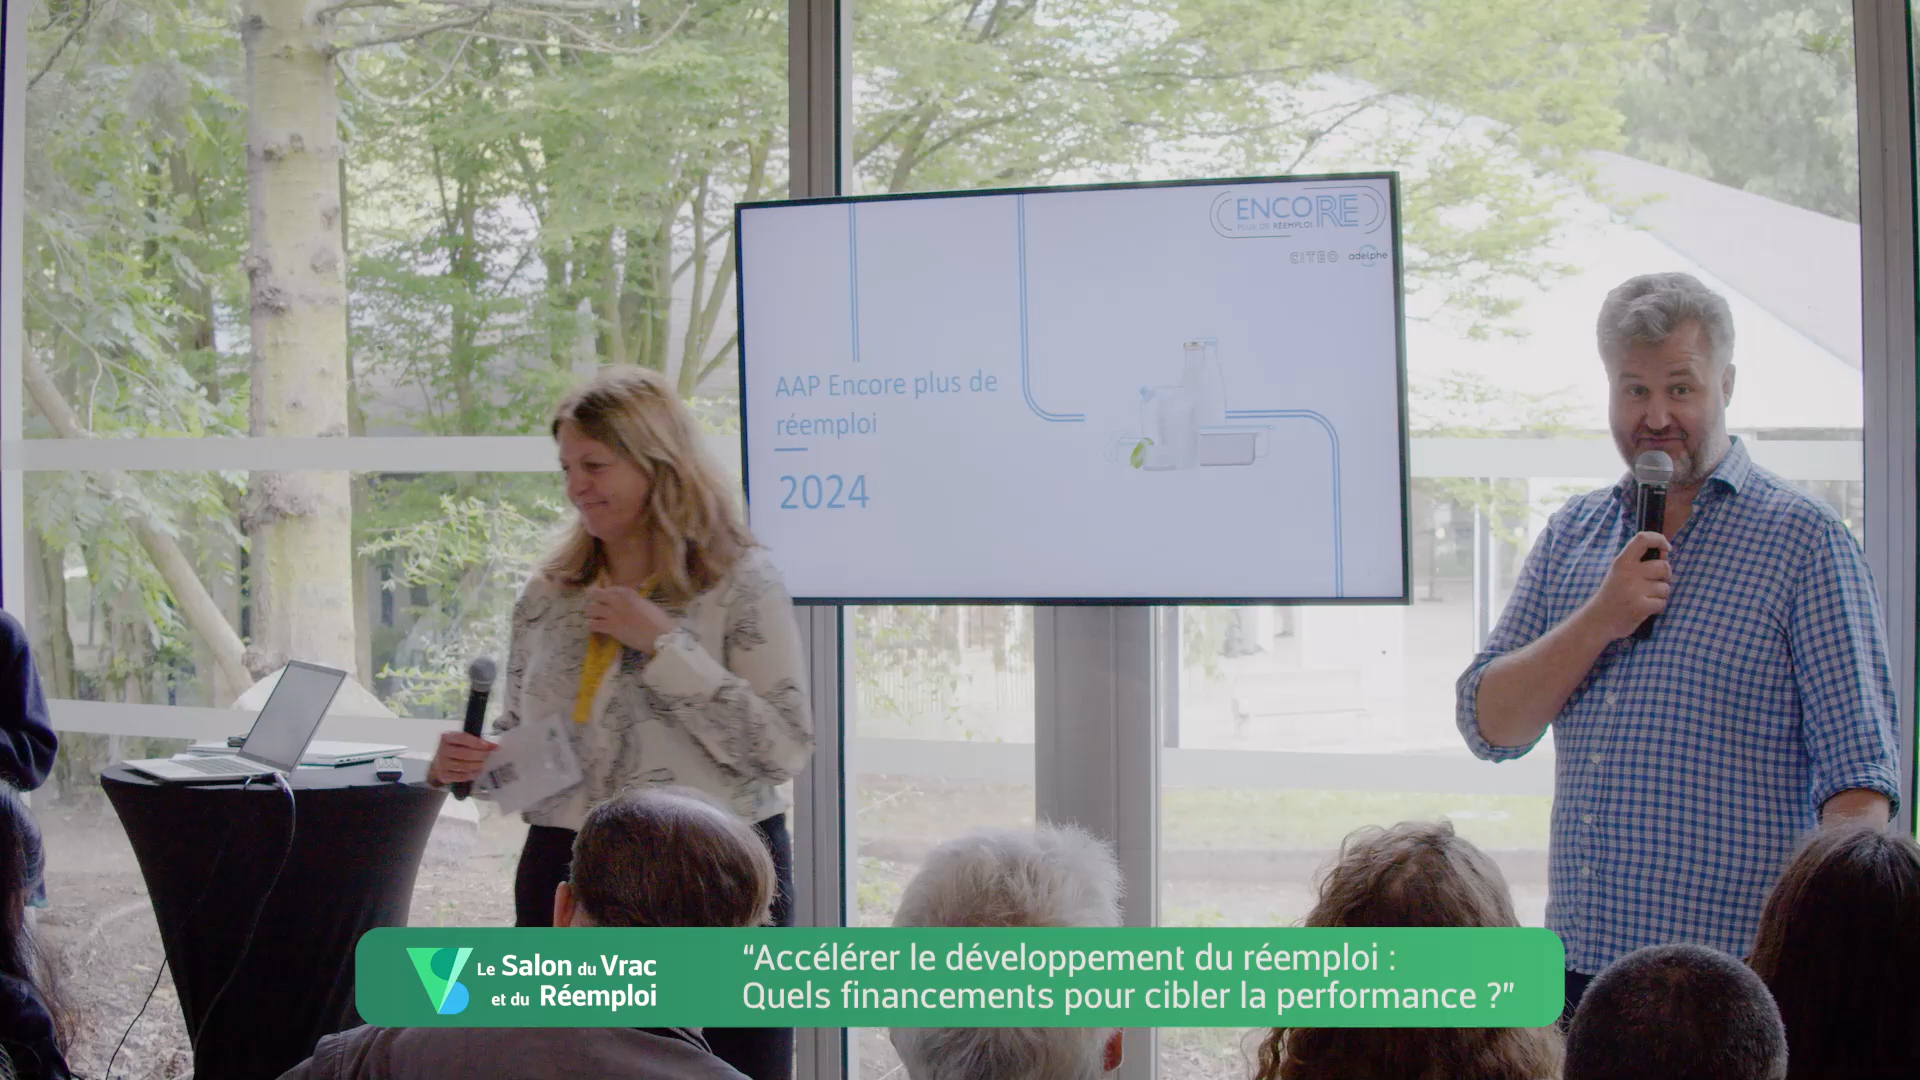 ENCORE
PLUS DE RÉEMPLOI
CITEO adelphe
AAP Encore plus de
réemploi
2024
Le Salon du Vrac
et du Réemploi
“Accélérer le développement du réemploi :
Quels financements pour cibler la performance ?”